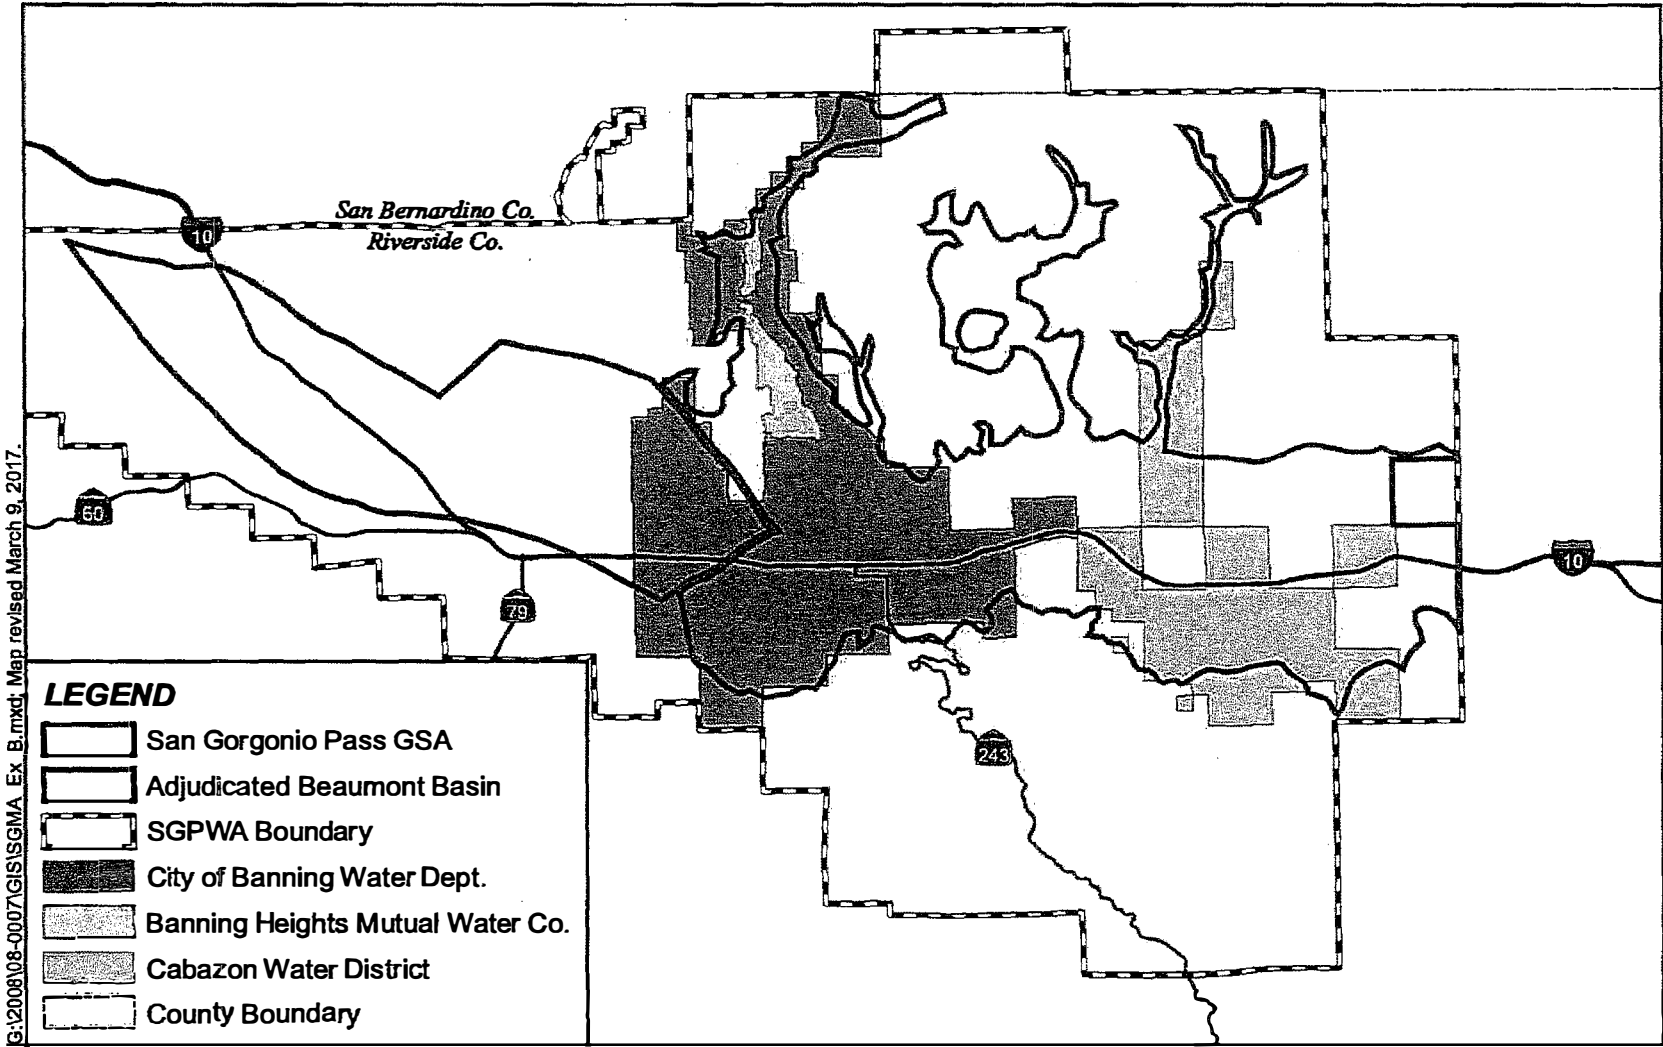 San Bernardino Co.
Riverside Co.
10
60
79
10
243
LEGEND
San Gorgonio Pass GSA
Adjudicated Beaumont Basin
SGPWA Boundary
City of Banning Water Dept.
Banning Heights Mutual Water Co.
Cabazon Water District
County Boundary
G:\2008\08-0007\GIS\SGMA_Ex_B.mxd; Map revised March 9, 2017.